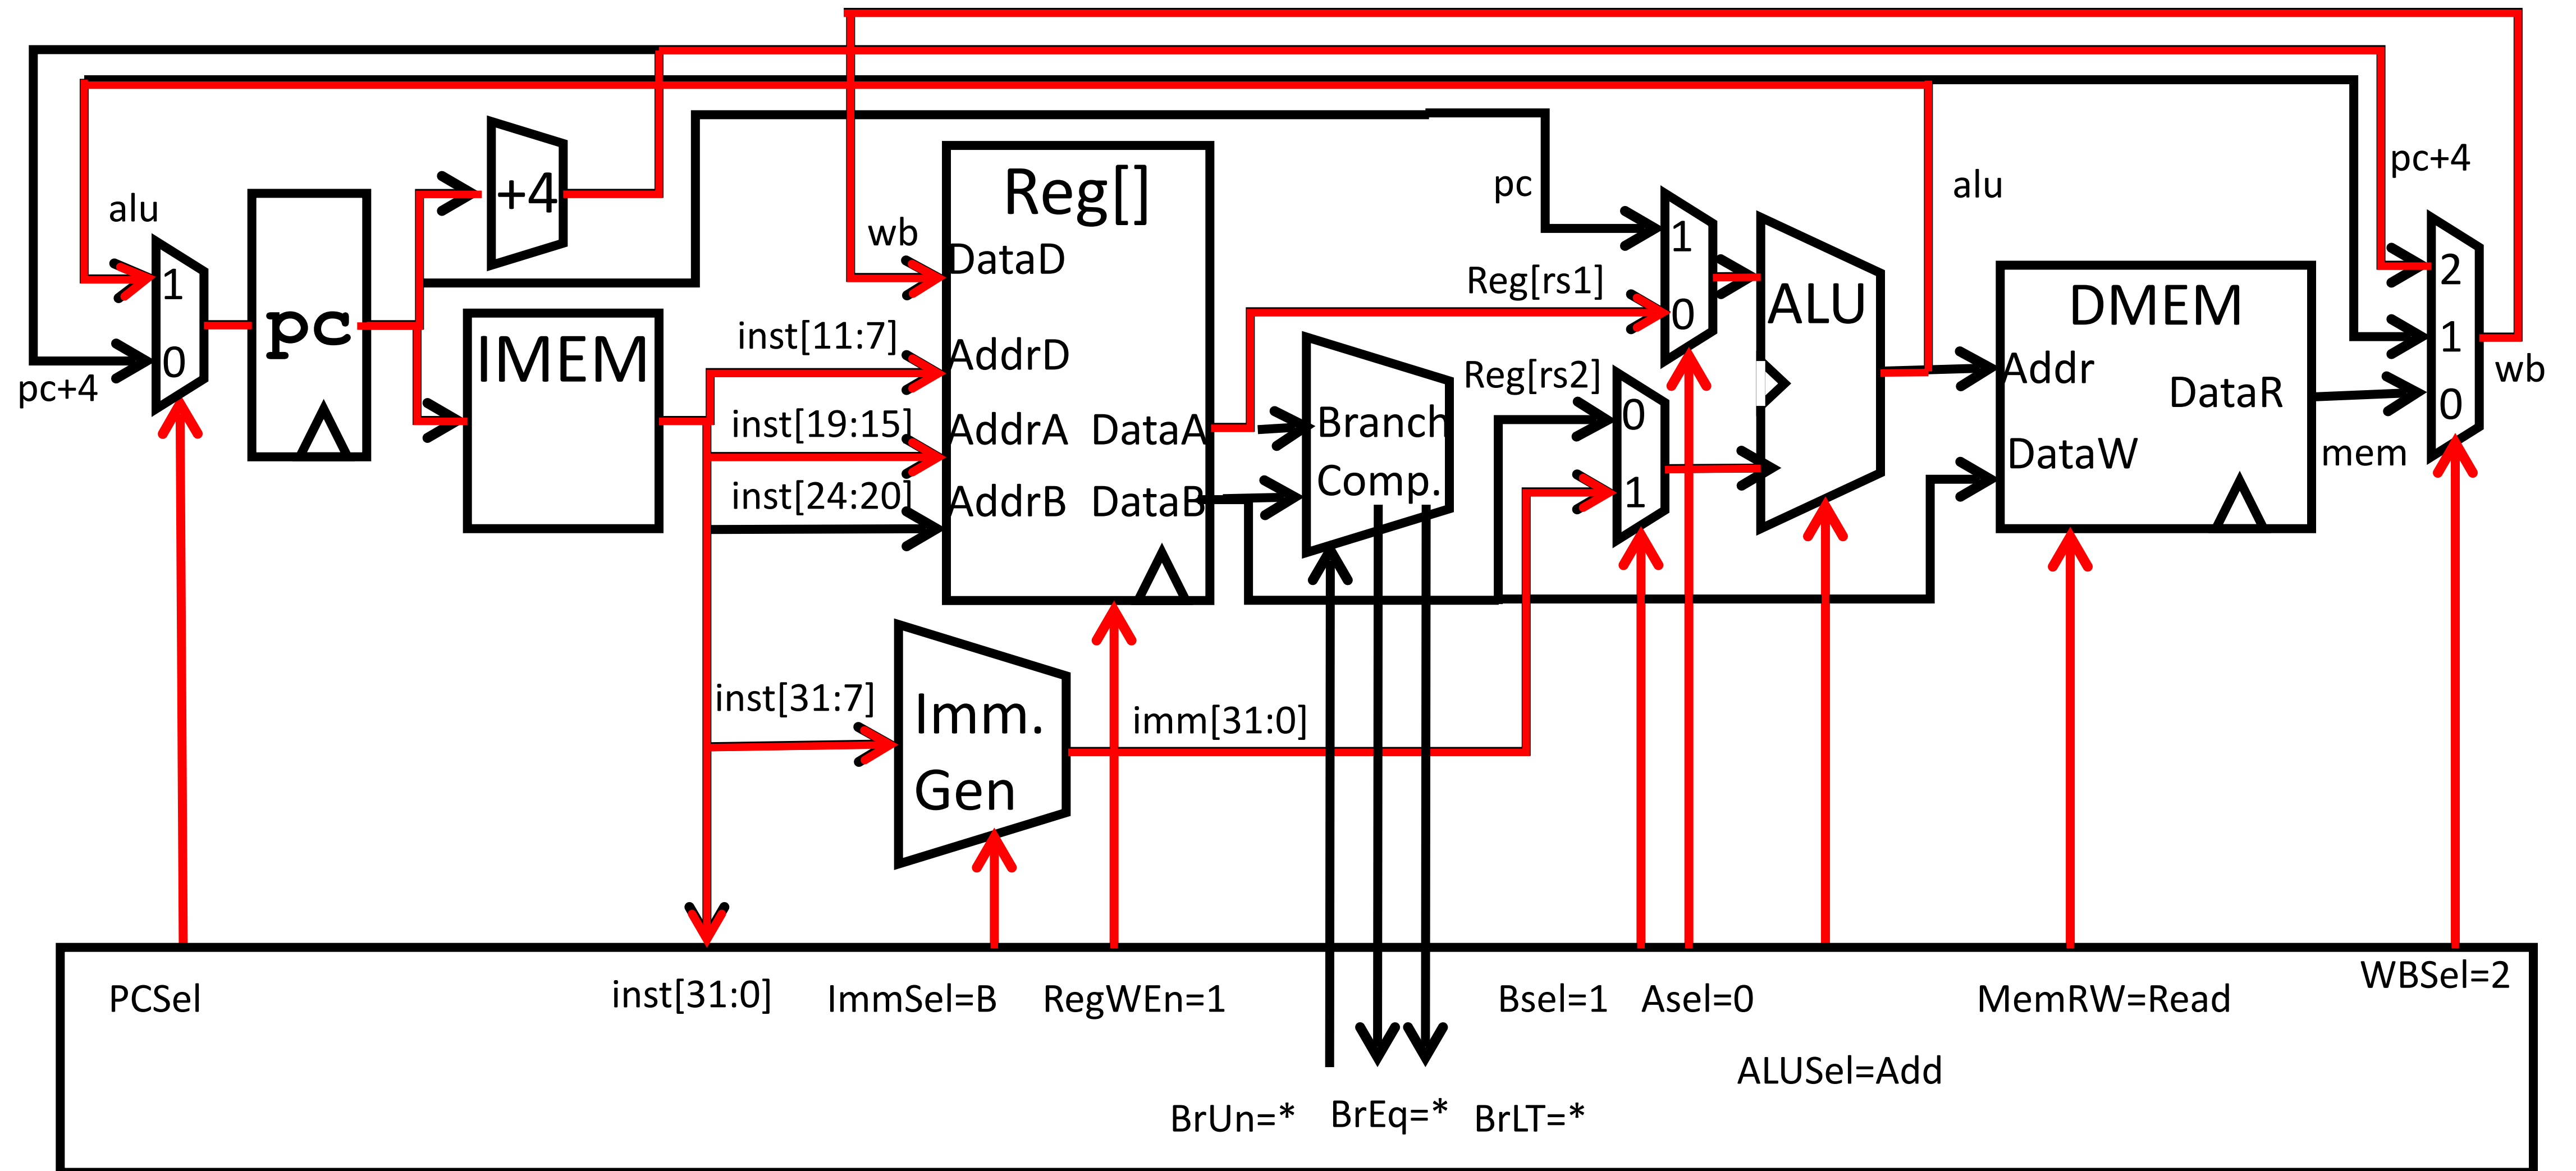 pc+4
alu
+4
Reg[]
pc
alu
wb
DataD
1
Reg[rs1]
2
1
pc
IMEM
inst[11:7]
AddrD
0
ALU
DMEM
0
pc+4
Reg[rs2]
Addr
1
wb
DataR
inst[19:15]
AddrA
DataA
Branch
Comp.
0
0
DataW
mem
inst[24:20]
AddrB
DataB
1
inst[31:7]
Imm.
Gen
imm[31:0]
PCSel
inst[31:0]
ImmSel=B
RegWEn=1
Bsel=1
Asel=0
MemRW=Read
WBSel=2
ALUSel=Add
BrUn=*
BrEq=*
BrLT=*